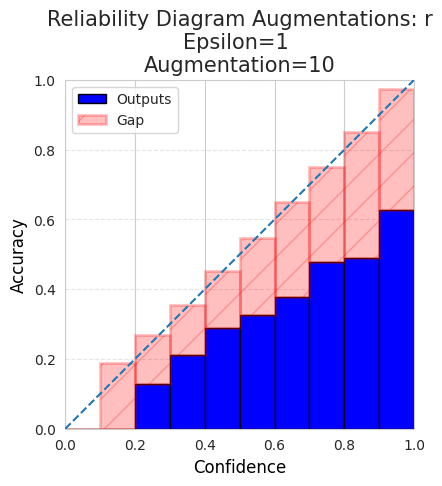 Reliability Diagram Augmentations: r
Epsilon=1
Augmentation=10
Outputs
Gap
Accuracy
1.0
0.8
0.6
0.4
0.2
0.0
0.0 0.2 0.4 0.6 0.8 1.0
Confidence